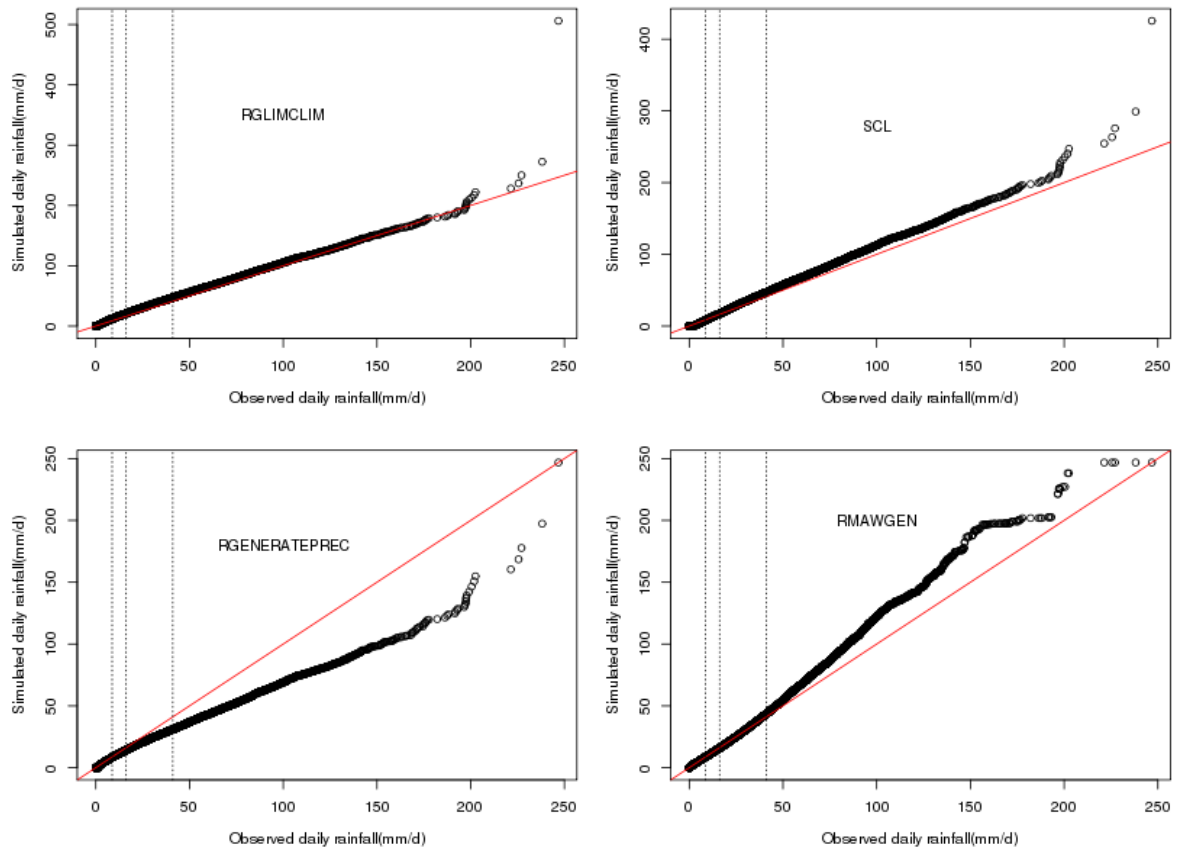 500
400
300
200
100
0
Simulated daily rainfall(mm/d)
RGLIMCLIM
0 50 100 150 200 250
Observed daily rainfall(mm/d)
400
300
200
100
0
Simulated daily rainfall(mm/d)
SCL
0 50 100 150 200 250
Observed daily rainfall(mm/d)
250
200
150
100
50
0
Simulated daily rainfall(mm/d)
RGENERATEPREC
0 50 100 150 200 250
Observed daily rainfall(mm/d)
250
200
150
100
50
0
Simulated daily rainfall(mm/d)
RMAWGEN
0 50 100 150 200 250
Observed daily rainfall(mm/d)